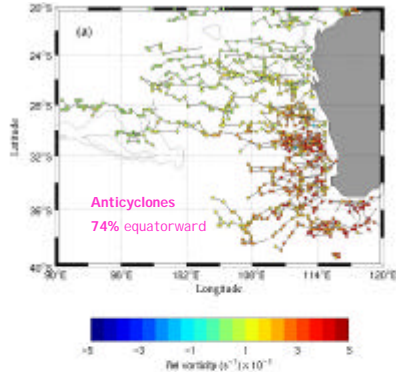 20°S
(a)
24°S
28°S
32°S
36°S
40°S
Latitude
Anticyclones
74% equatorward
90°E 96°E 102°E 108°E 114°E 120°E
Longitude
-5 -3 -1 1 3 5
Rel vorticity (s⁻¹) ×10⁻⁵